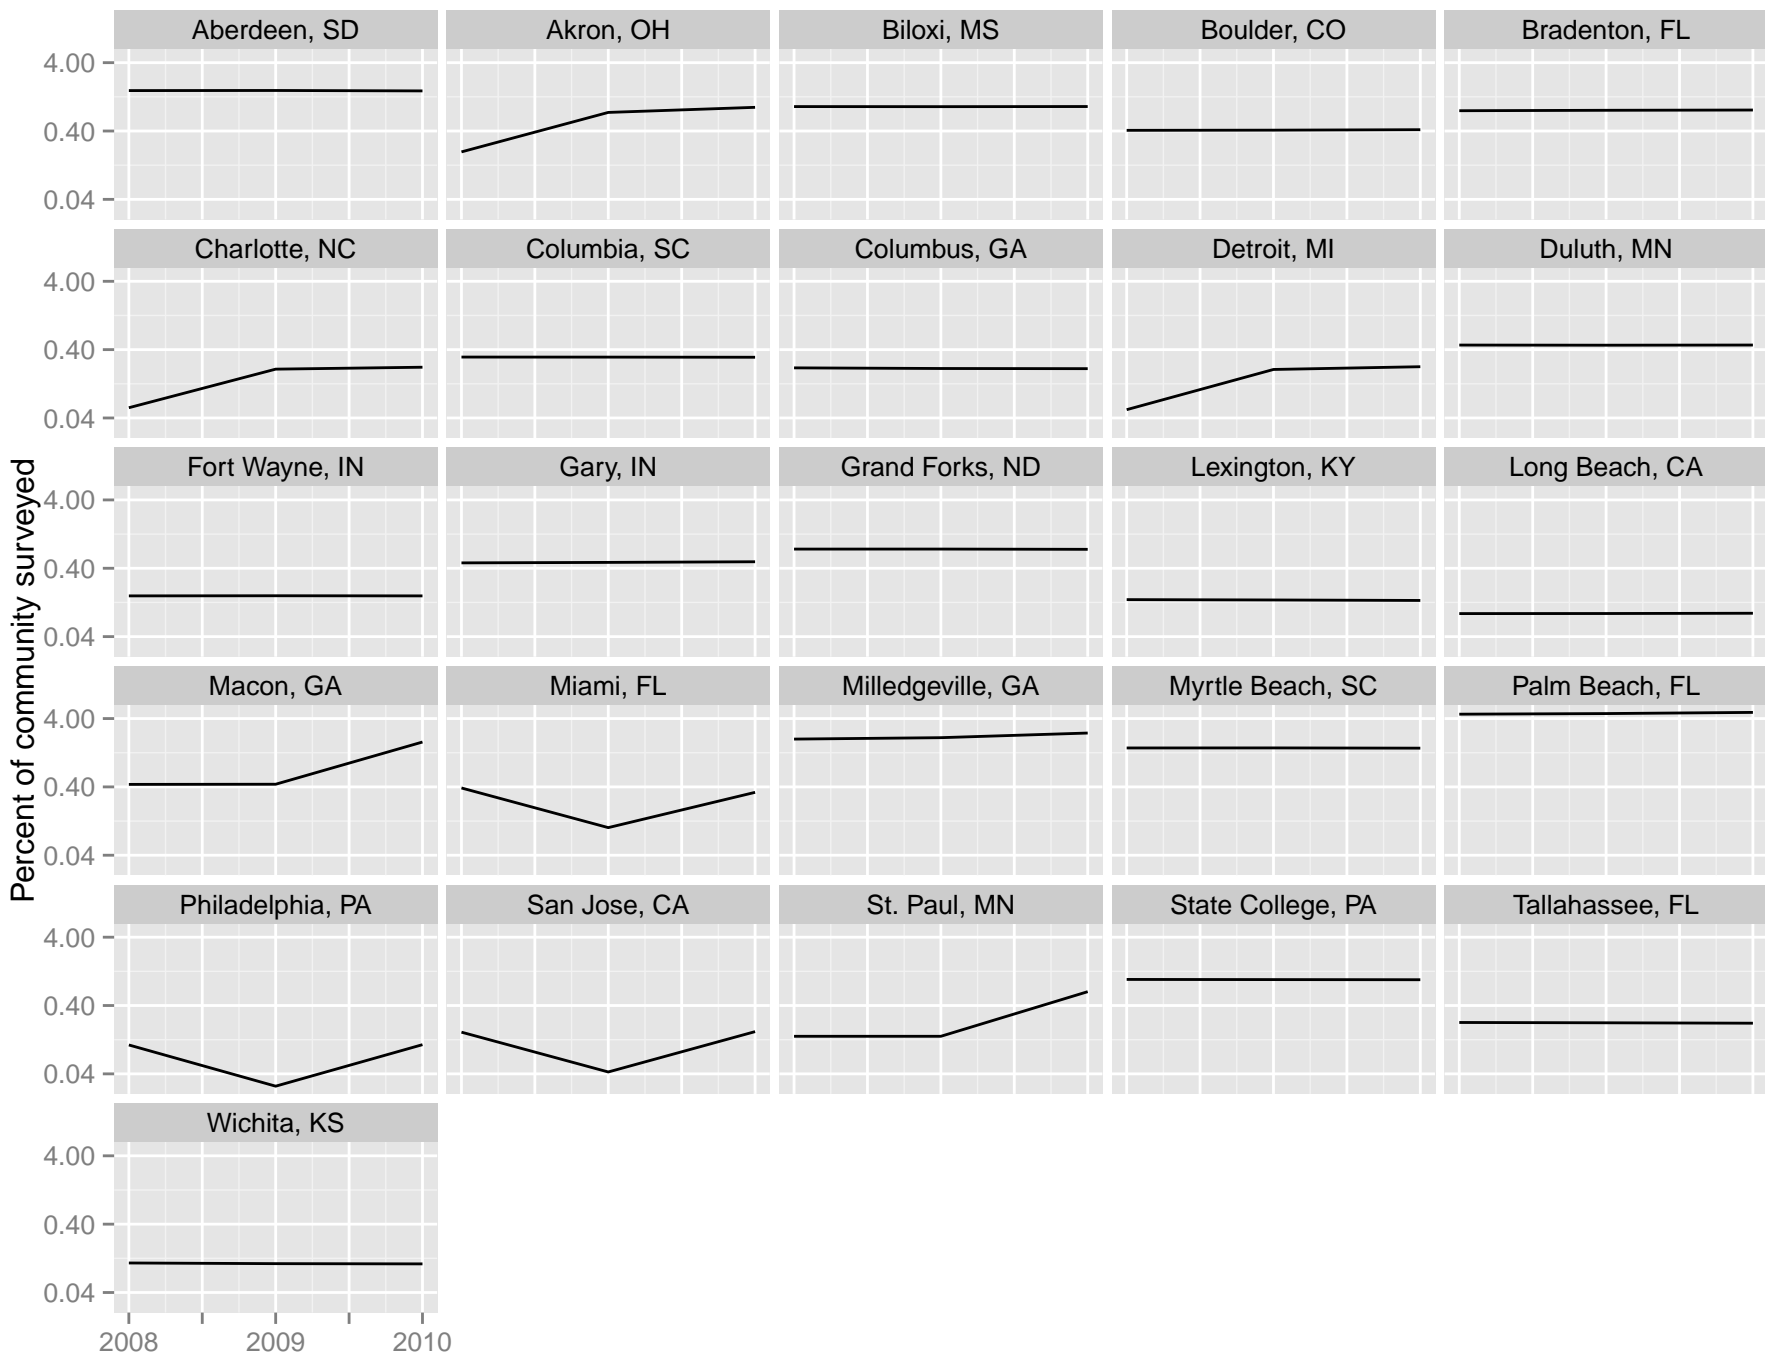 Aberdeen, SD
Akron, OH
Biloxi, MS
Boulder, CO
Bradenton, FL
4.00
0.40
0.04
Charlotte, NC
Columbia, SC
Columbus, GA
Detroit, MI
Duluth, MN
4.00
0.40
0.04
Fort Wayne, IN
Gary, IN
Grand Forks, ND
Lexington, KY
Long Beach, CA
4.00
0.40
0.04
Percent of community surveyed
Macon, GA
Miami, FL
Milledgeville, GA
Myrtle Beach, SC
Palm Beach, FL
4.00
0.40
0.04
Philadelphia, PA
San Jose, CA
St. Paul, MN
State College, PA
Tallahassee, FL
4.00
0.40
0.04
Wichita, KS
4.00
0.40
0.04
2008
2009
2010